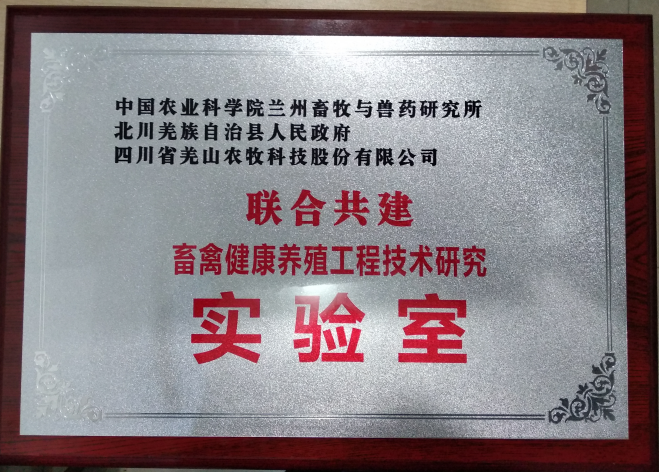 中国农业科学院兰州畜牧与兽药研究所
北川羌族自治县人民政府
四川省羌山农牧科技股份有限公司
联合共建
畜禽健康养殖工程技术研究
实验室